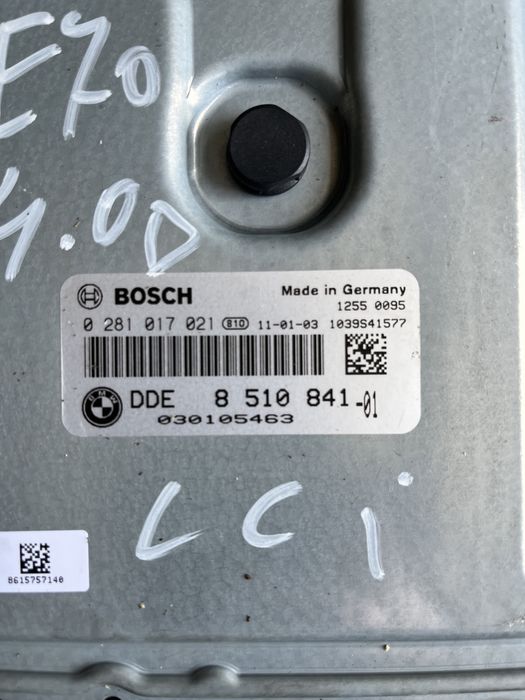 E70
4.0D
BOSCH
Made in Germany
1255 0095
0 281 017 021 810 11-01-03 1039S41577
BMW
DDE 8 510 841-01
030105463
LCi
8615757140